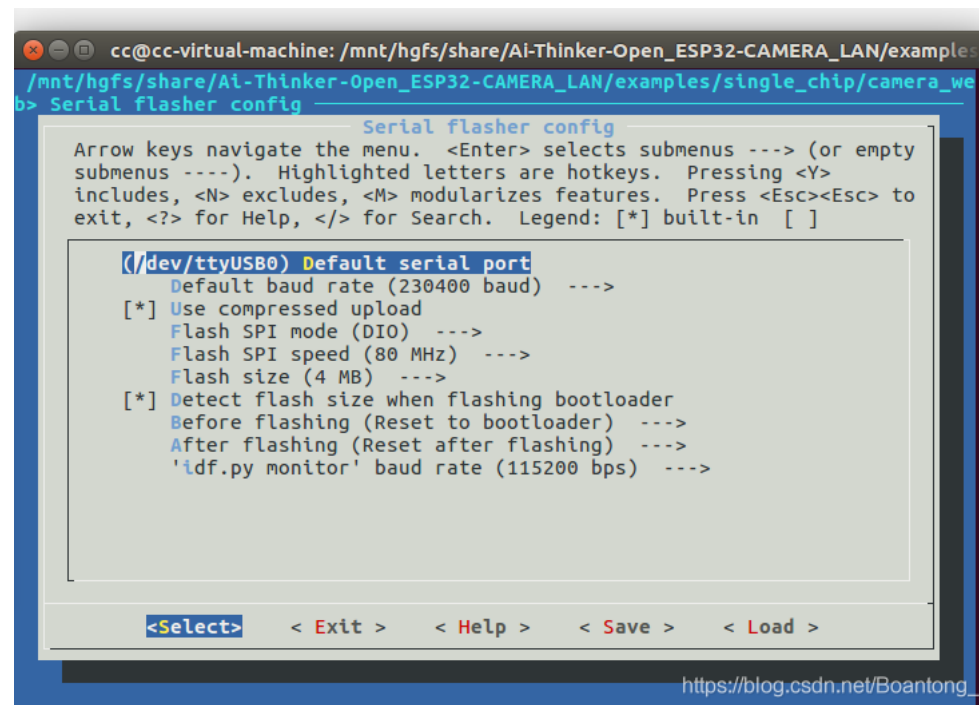 cc@cc-virtual-machine: /mnt/hgfs/share/Ai-Thinker-Open_ESP32-CAMERA_LAN/examples
/mnt/hgfs/share/Ai-Thinker-Open_ESP32-CAMERA_LAN/examples/single_chip/camera_we
b> Serial flasher config
Serial flasher config
Arrow keys navigate the menu.  <Enter> selects submenus ---> (or empty
submenus ----).  Highlighted letters are hotkeys.  Pressing <Y>
includes, <N> excludes, <M> modularizes features.  Press <Esc><Esc> to
exit, <?> for Help, </> for Search.  Legend: [*] built-in  [ ]
(/dev/ttyUSB0) Default serial port
Default baud rate (230400 baud)  --->
[*] Use compressed upload
Flash SPI mode (DIO)  --->
Flash SPI speed (80 MHz)  --->
Flash size (4 MB)  --->
[*] Detect flash size when flashing bootloader
Before flashing (Reset to bootloader)  --->
After flashing (Reset after flashing)  --->
'idf.py monitor' baud rate (115200 bps)  --->
<Select>    < Exit >    < Help >    < Save >    < Load >
https://blog.csdn.net/Boantong_